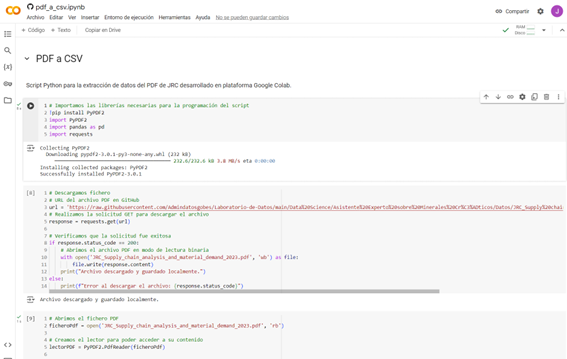 pdf_a_csv.ipynb
Compartir
J
Archivo Editar Ver Insertar Entorno de ejecución Herramientas Ayuda No se pueden guardar cambios
+ Código + Texto Copiar en Drive
RAM
Disco
PDF a CSV
Script Python para la extracción de datos del PDF de JRC desarrollado en plataforma Google Colab.
1 # Importamos las librerías necesarias para la programación del script
2 !pip install PyPDF2
3 import PyPDF2
4 import pandas as pd
5 import requests
Collecting PyPDF2
Downloading pypdf2-3.0.1-py3-none-any.whl (232 kB)
232.6/232.6 kB 3.8 MB/s eta 0:00:00
Installing collected packages: PyPDF2
Successfully installed PyPDF2-3.0.1
[8]
1 # Descargamos fichero
2 # URL del archivo PDF en GitHub
3 url = 'https://raw.githubusercontent.com/Admindatosgobes/Laboratorio-de-Datos/main/Data%20Science/Asistente%20Experto%20sobre%20Minerales%20Cr%C3%ADticos/Datos/JRC_Supply%20chai
4 # Realizamos la solicitud GET para descargar el archivo
5 response = requests.get(url)
6
7 # Verificamos que la solicitud fue exitosa
8 if response.status_code == 200:
9 # Abrimos el archivo PDF en modo de lectura binaria
10 with open('JRC_Supply_chain_analysis_and_material_demand_2023.pdf', 'wb') as file:
11 file.write(response.content)
12 print("Archivo descargado y guardado localmente.")
13 else:
14 print(f"Error al descargar el archivo: {response.status_code}")
Archivo descargado y guardado localmente.
[9]
1 # Abrimos el fichero PDF
2 ficheroPdf = open('JRC_Supply_chain_analysis_and_material_demand_2023.pdf', 'rb')
3
4 # Creamos el lector para poder acceder a su contenido
5 lectorPDF = PyPDF2.PdfReader(ficheroPdf)
6